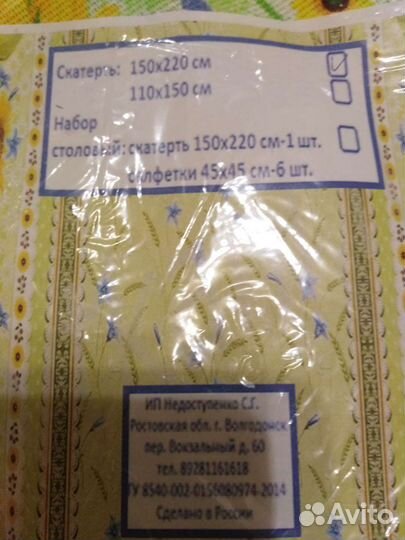 Скатерть: 150х220 см
110х150 см
Набор
столовый: скатерть 150х220 см-1 шт.
салфетки 45х45 см-6 шт.
ИП Недоступенко С.Г.
Ростовская обл. г. Волгодонск
пер. Вокзальный д. 60
тел. 89281161618
ТУ 8540-002-0156080974-2014
Сделано в России
Avito